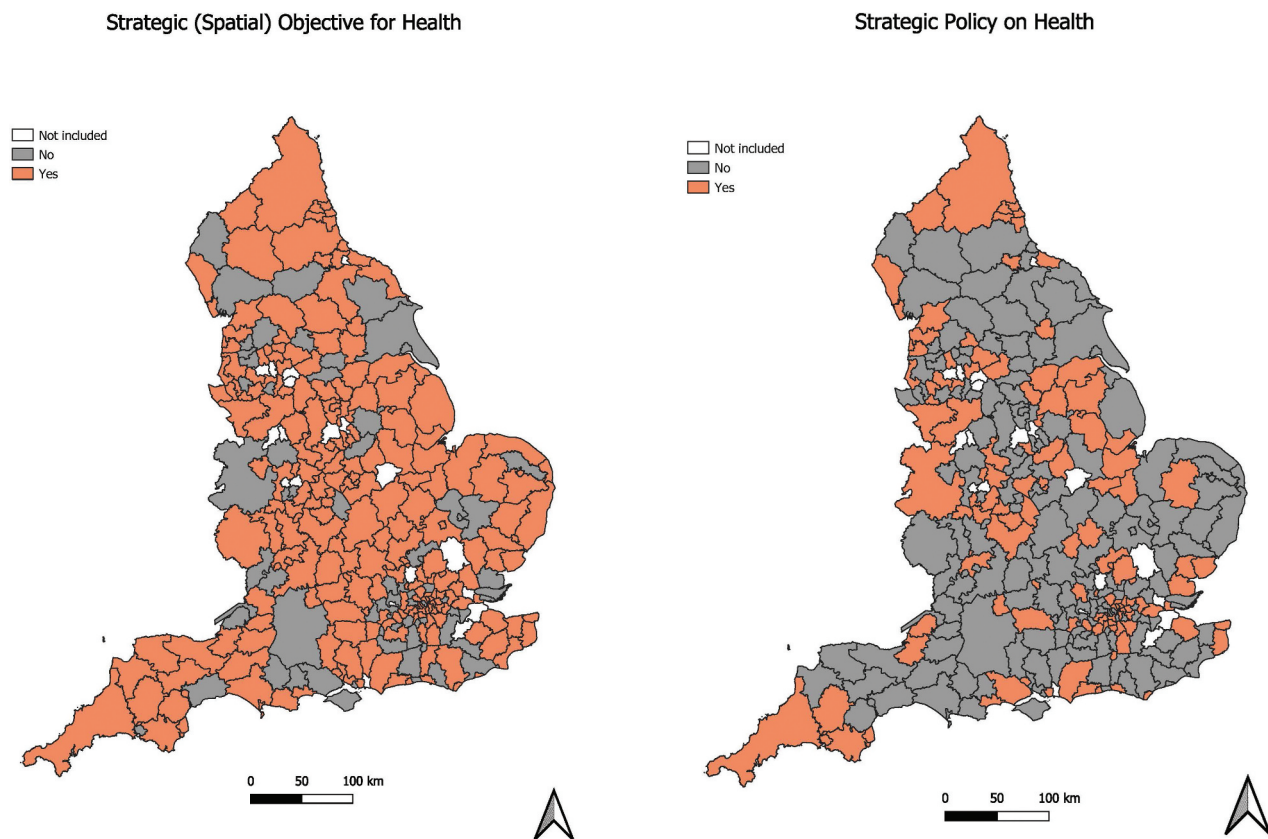 Strategic (Spatial) Objective for Health
Not included
No
Yes
0 50 100 km
Strategic Policy on Health
Not included
No
Yes
0 50 100 km